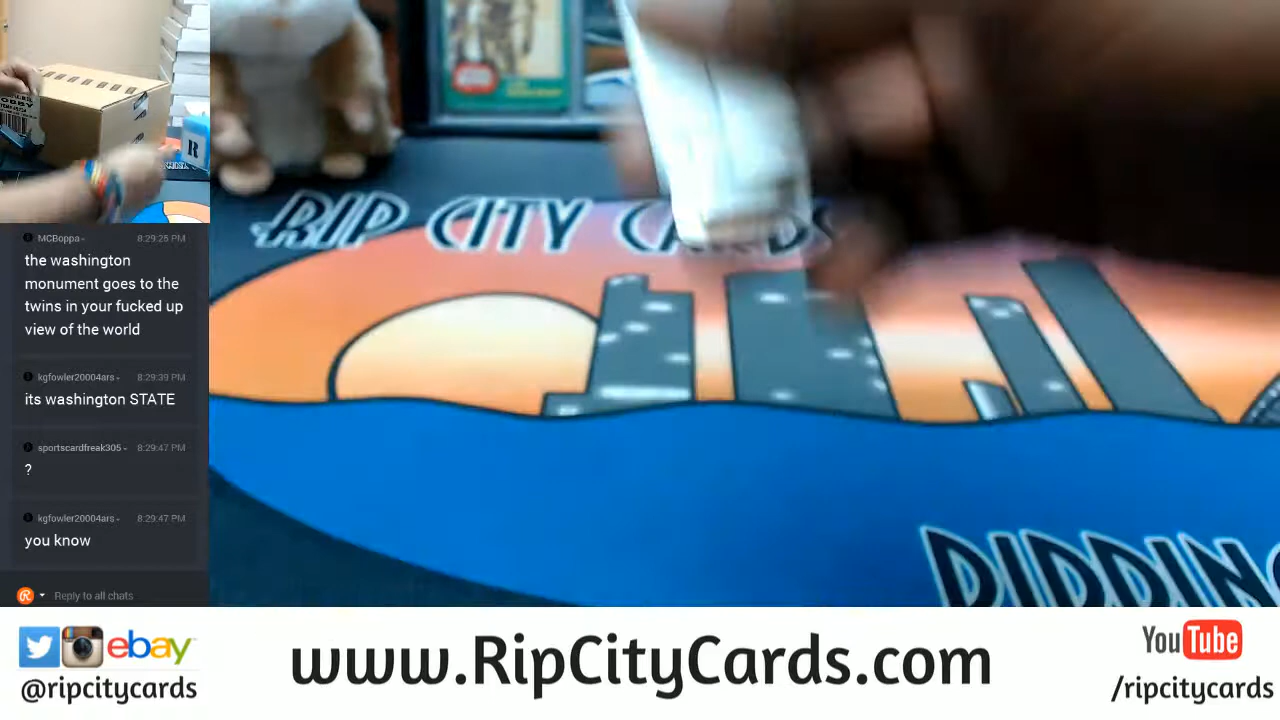 OBBY
R
MCBoppa 8:29:25 PM
the washington
monument goes to the
twins in your fucked up
view of the world
kgfowler20004ars 8:29:39 PM
its washington STATE
sportscardfreak305 8:29:47 PM
?
kgfowler20004ars 8:29:47 PM
you know
Reply to all chats
RIP CITY CARDS
ebay
@ripcitycards
www.RipCityCards.com
YouTube
/ripcitycards